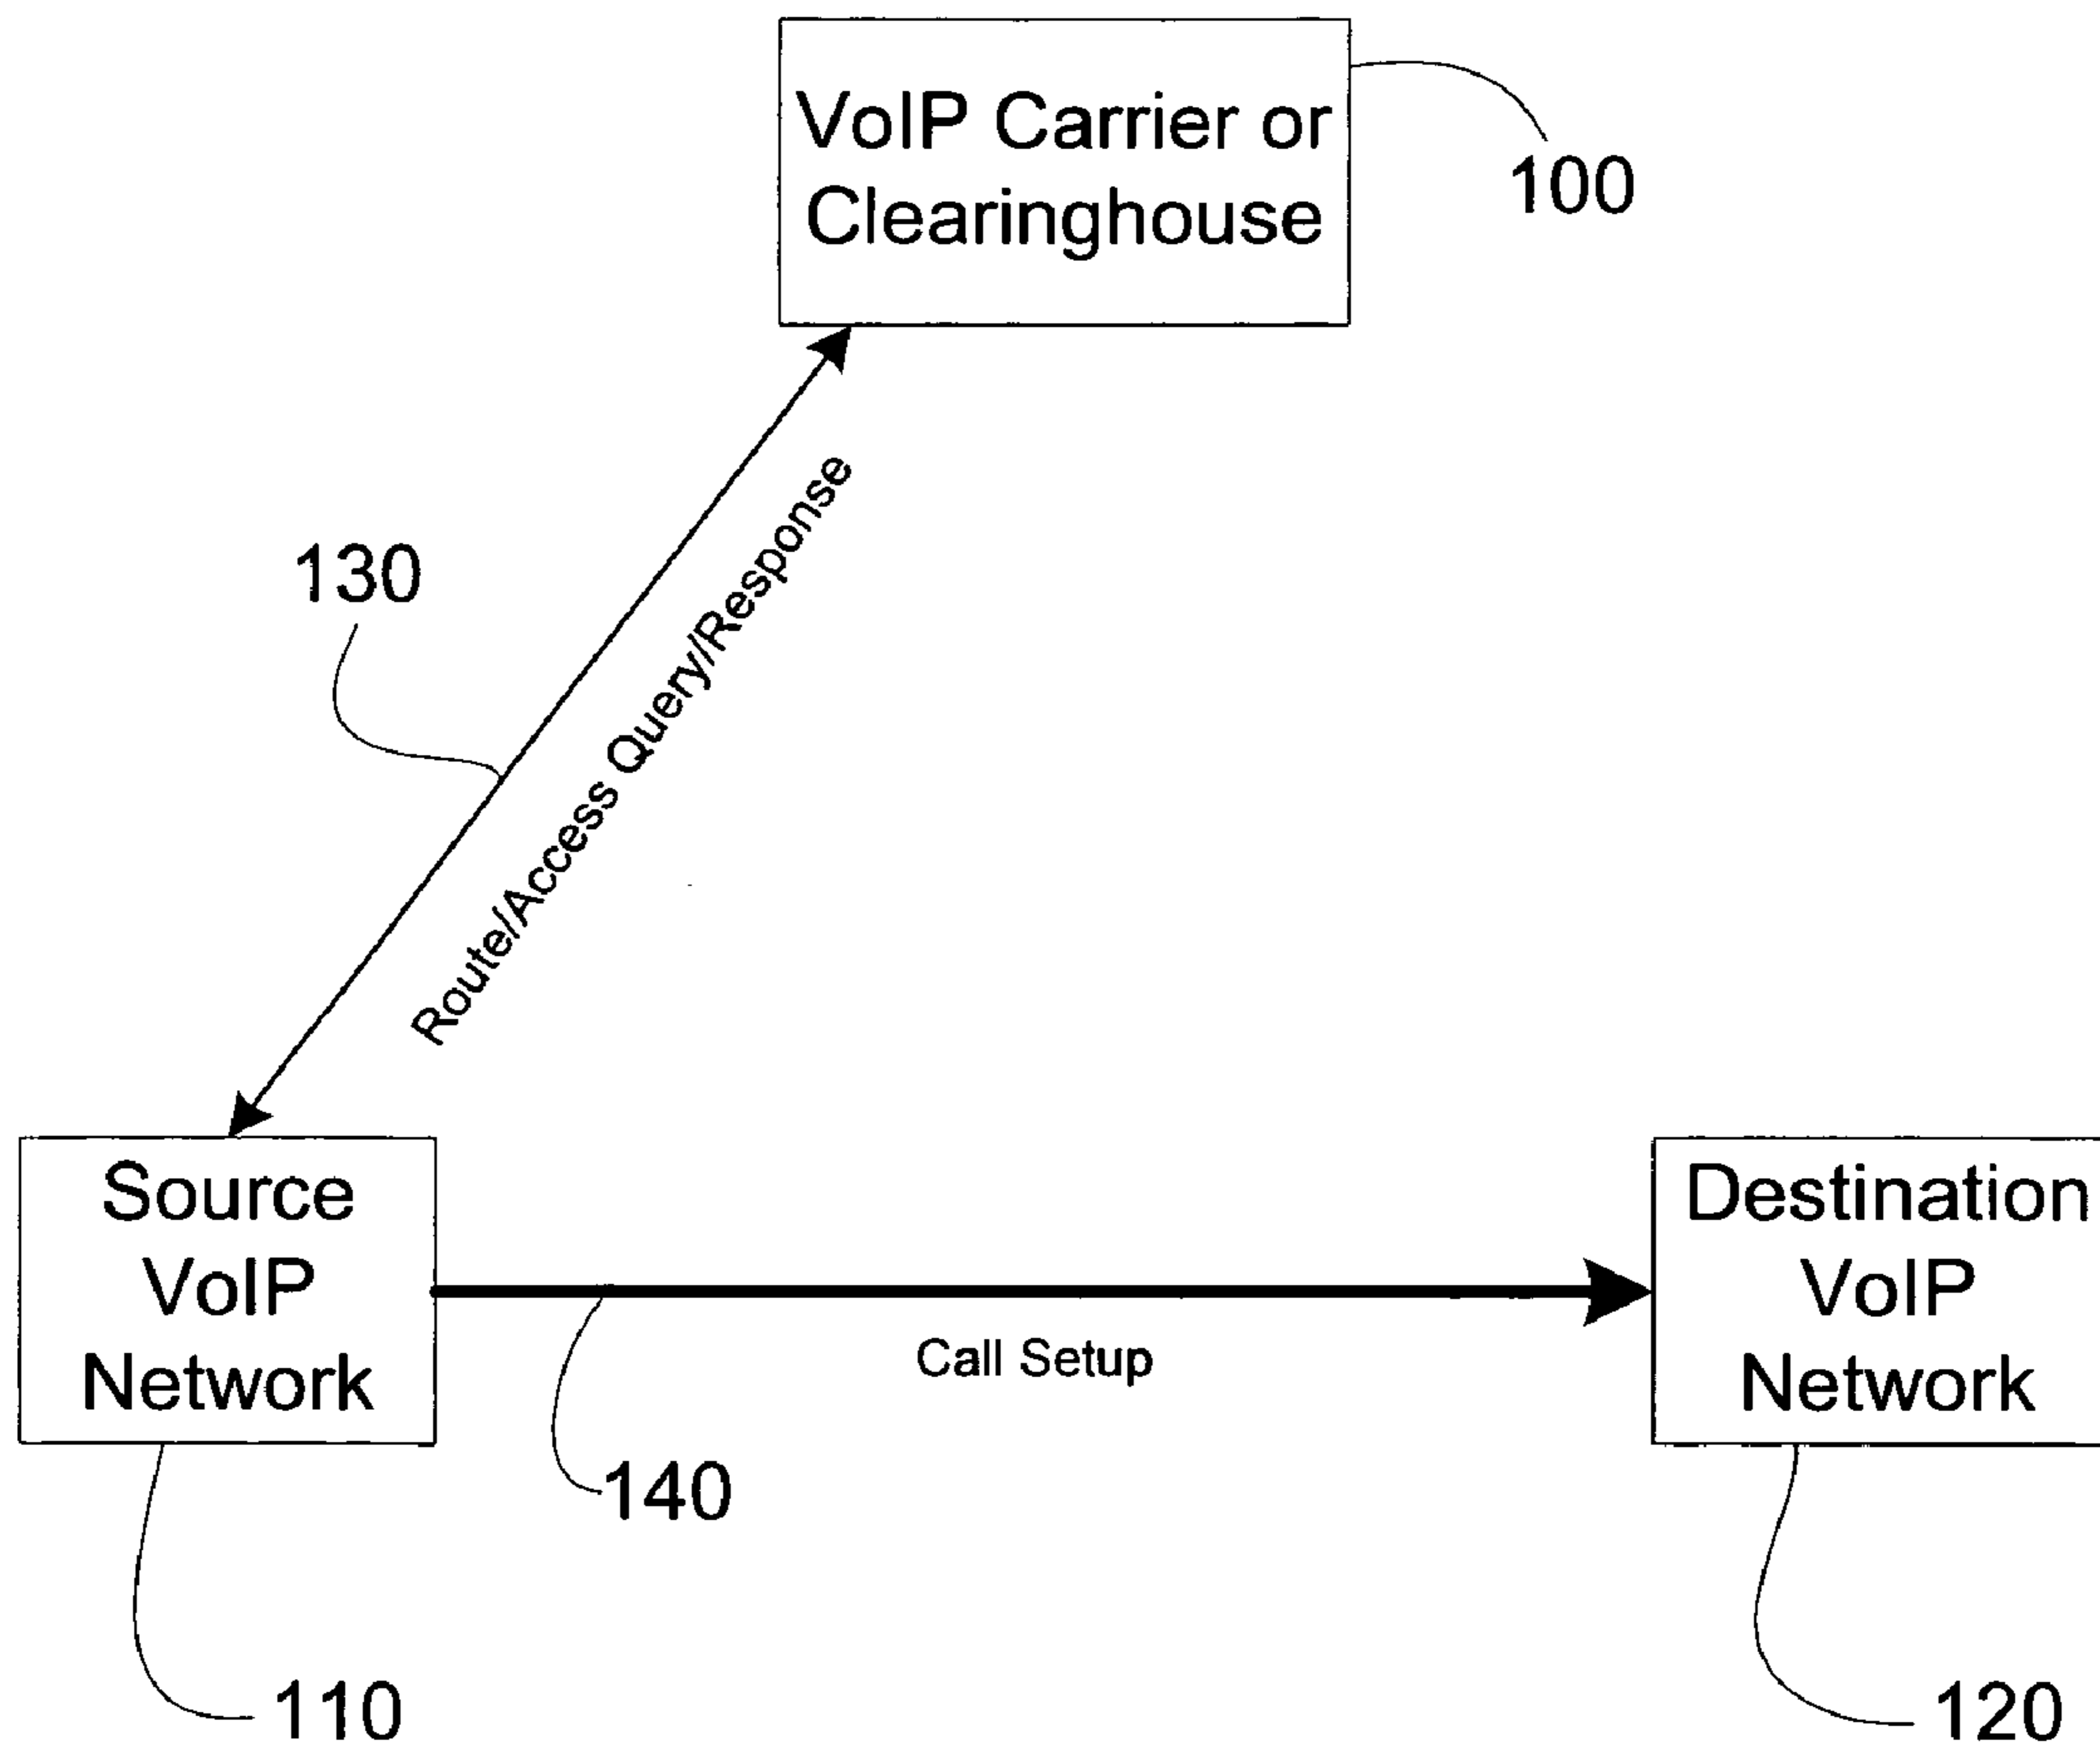 VoIP Carrier or
Clearinghouse
100
130
Route/Access Query/Response
Source
VoIP
Network
Call Setup
Destination
VoIP
Network
140
110
120